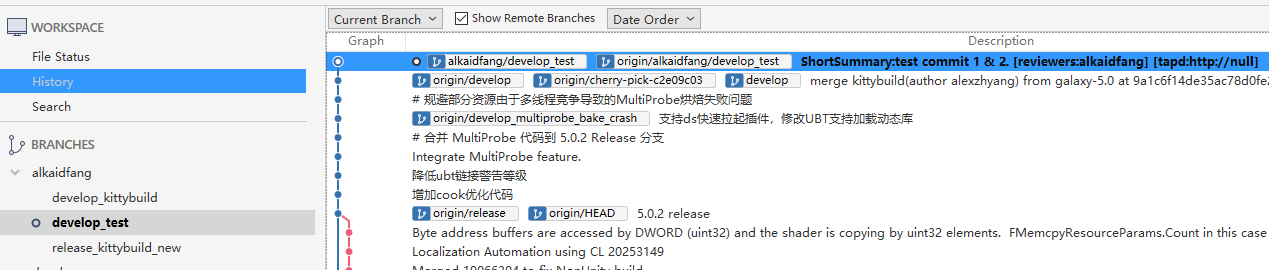 WORKSPACE
File Status
History
Search
BRANCHES
alkaidfang
develop_kittybuild
develop_test
release_kittybuild_new
Current Branch Show Remote Branches Date Order
Graph Description
alkaidfang/develop_test origin/alkaidfang/develop_test ShortSummary:test commit 1 & 2. [reviewers:alkaidfang] [tapd:http://null]
origin/develop origin/cherry-pick-c2e09c03 develop merge kittybuild(author alexzhang) from galaxy-5.0 at 9a1c6f14de35ac78d0fe2
# 规避部分资源由于多线程竞争导致的MultiProbe烘焙失败问题
origin/develop_multiprobe_bake_crash 支持ds快速拉起插件，修改UBT支持加载动态库
# 合并 MultiProbe 代码到 5.0.2 Release 分支
Integrate MultiProbe feature.
降低ubt链接警告等级
增加cook优化代码
origin/release origin/HEAD 5.0.2 release
Byte address buffers are accessed by DWORD (uint32) and the shader is copying by uint32 elements. FMemcpyResourceParams.Count in this case
Localization Automation using CL 20253149